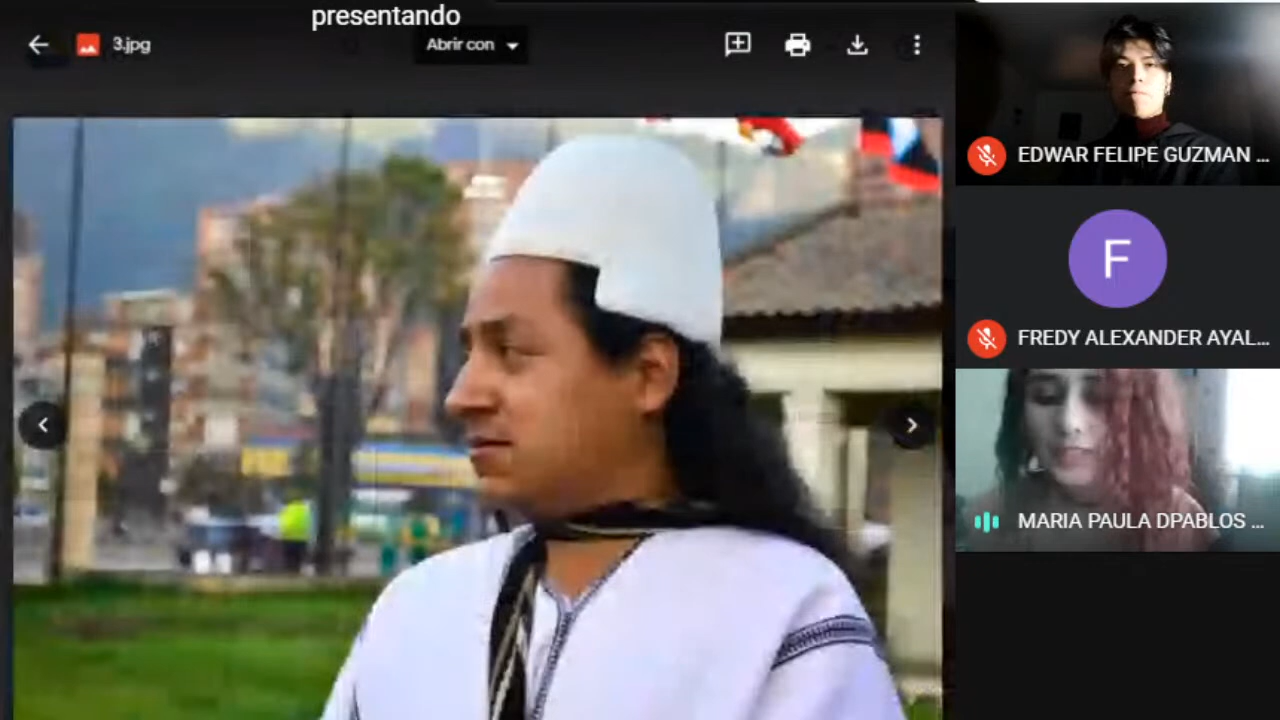 presentando
3.jpg
Abrir con
EDWAR FELIPE GUZMAN ...
F
FREDY ALEXANDER AYAL...
MARIA PAULA DPABLOS ...